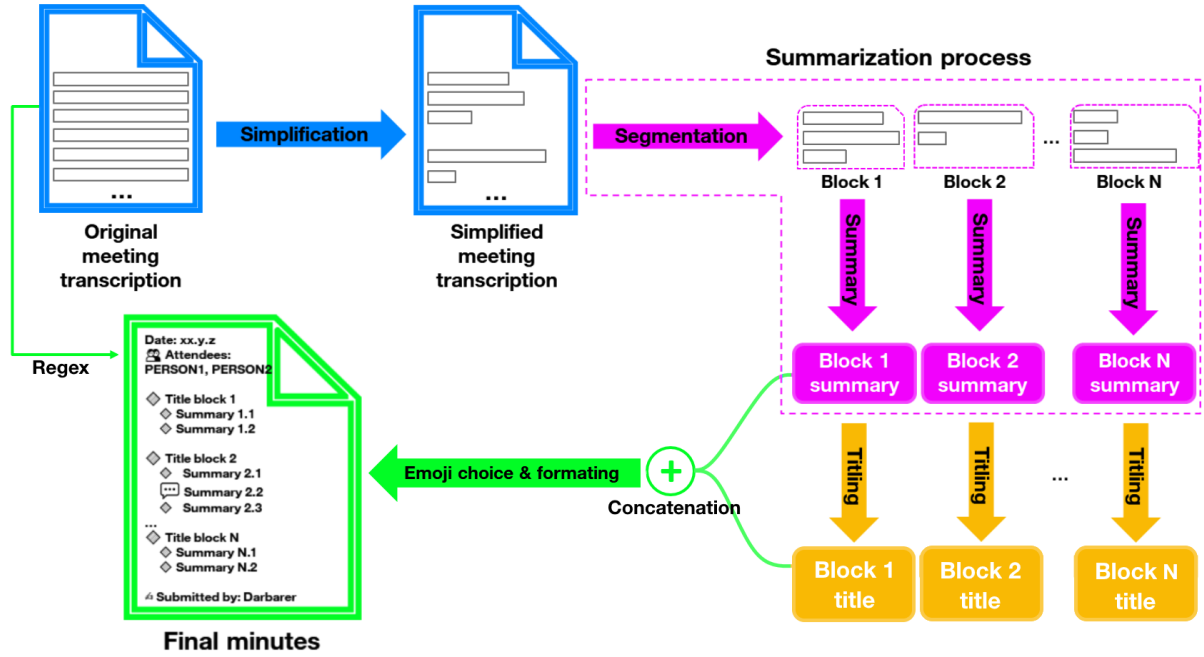 Summarization process
Simplification
Segmentation
...
...
...
Block 1
Block 2
Block N
Original
meeting
transcription
Simplified
meeting
transcription
Summary
Summary
Summary
Block 1
summary
Block 2
summary
Block N
summary
Regex
Date: xx.y.z
Attendees:
PERSON1, PERSON2
Title block 1
Summary 1.1
Summary 1.2
Title block 2
Summary 2.1
Summary 2.2
Summary 2.3
...
Title block N
Summary N.1
Summary N.2
Submitted by: Darbarer
Final minutes
Emoji choice & formating
+
Concatenation
Titling
Titling
...
Titling
Block 1
title
Block 2
title
Block N
title